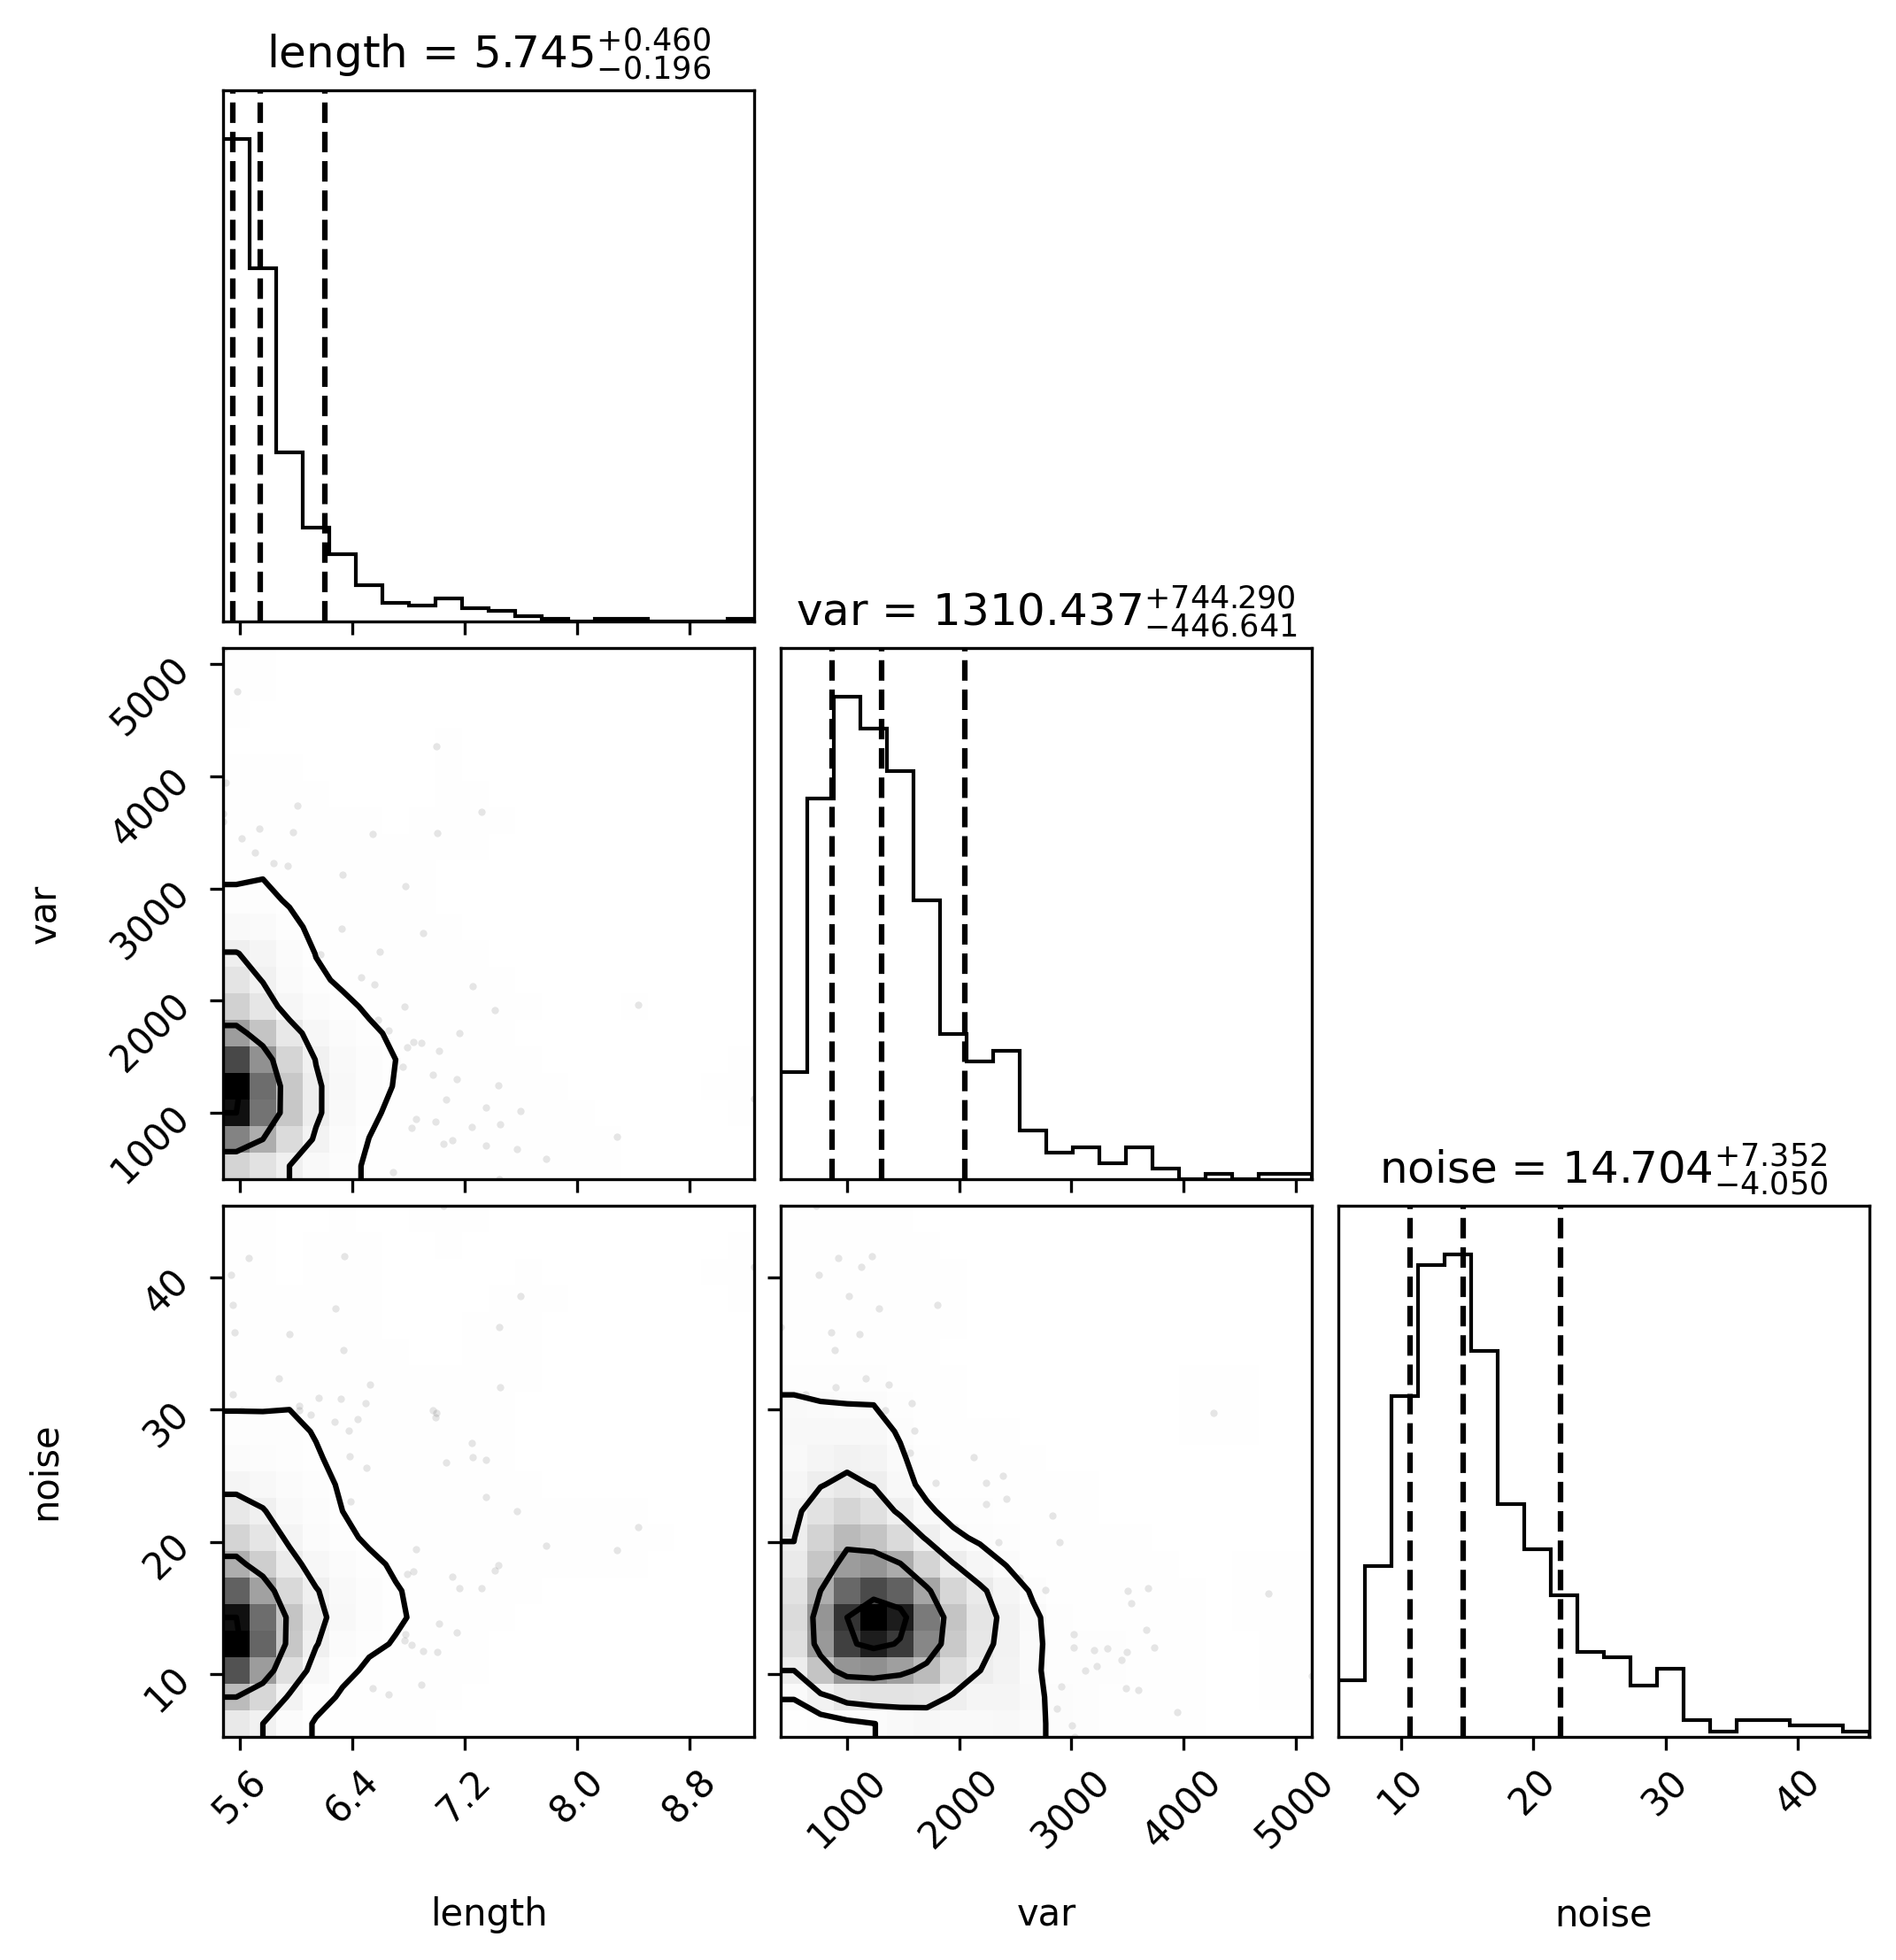 length = 5.745+0.460−0.196
var = 1310.437+744.290−446.641
5000
4000
3000
2000
1000
var
noise = 14.704+7.352−4.050
40
30
20
10
noise
5.6 6.4 7.2 8.0 8.8
1000 2000 3000 4000 5000
10 20 30 40
length var noise